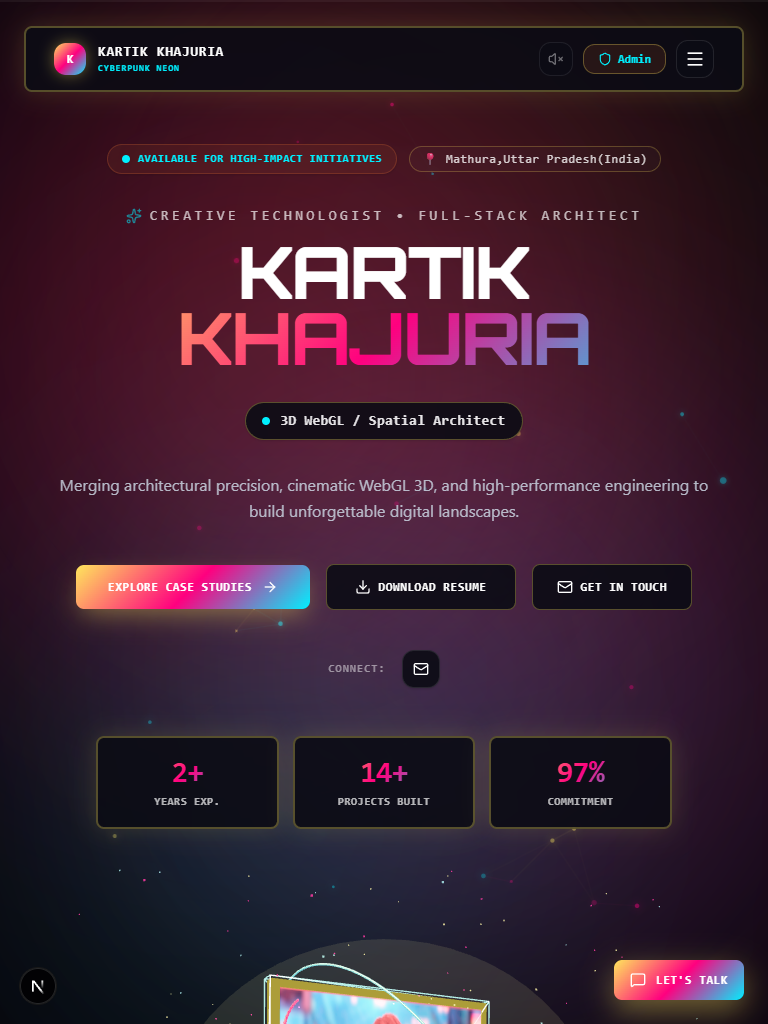 K
KARTIK KHAJURIA
CYBERPUNK NEON
Admin
AVAILABLE FOR HIGH-IMPACT INITIATIVES
📍 Mathura,Uttar Pradesh(India)
CREATIVE TECHNOLOGIST • FULL-STACK ARCHITECT
KARTIK
KHAJURIA
3D WebGL / Spatial Architect
Merging architectural precision, cinematic WebGL 3D, and high-performance engineering to
build unforgettable digital landscapes.
EXPLORE CASE STUDIES →
DOWNLOAD RESUME
GET IN TOUCH
CONNECT:
2+
YEARS EXP.
14+
PROJECTS BUILT
97%
COMMITMENT
N
LET'S TALK